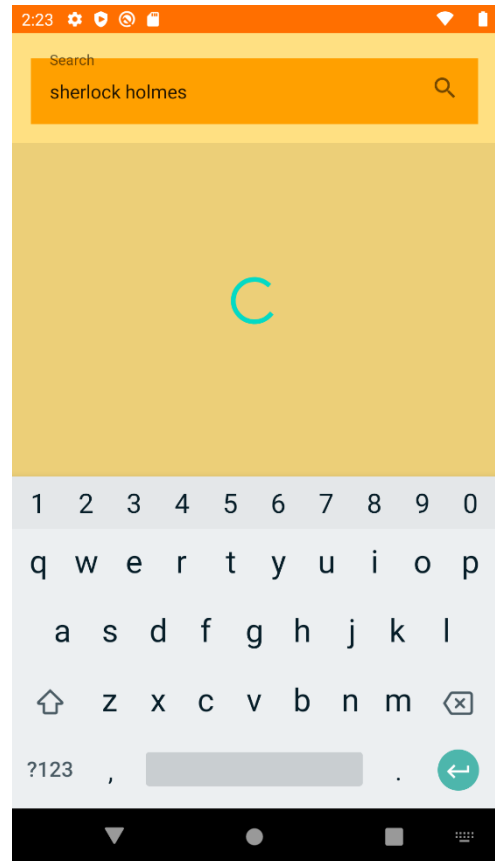 2:23
Search
sherlock holmes
1 2 3 4 5 6 7 8 9 0
q w e r t y u i o p
a s d f g h j k l
z x c v b n m
?123 , .